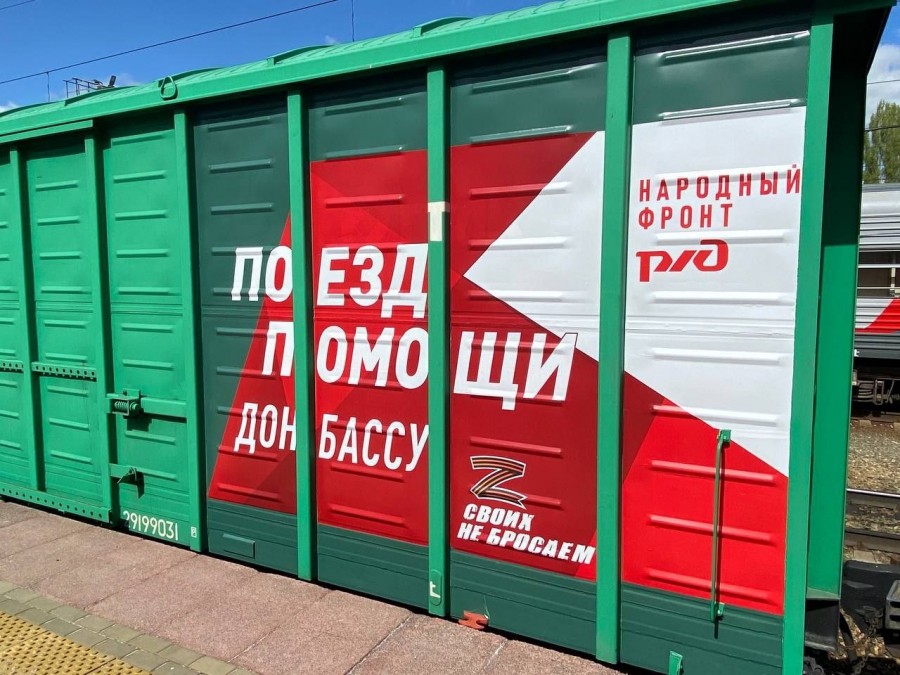 ПОЕЗД
ПОМОЩИ
ДОНБАССУ
Z
СВОИХ
НЕ БРОСАЕМ
НАРОДНЫЙ
ФРОНТ
РЖД
29199031